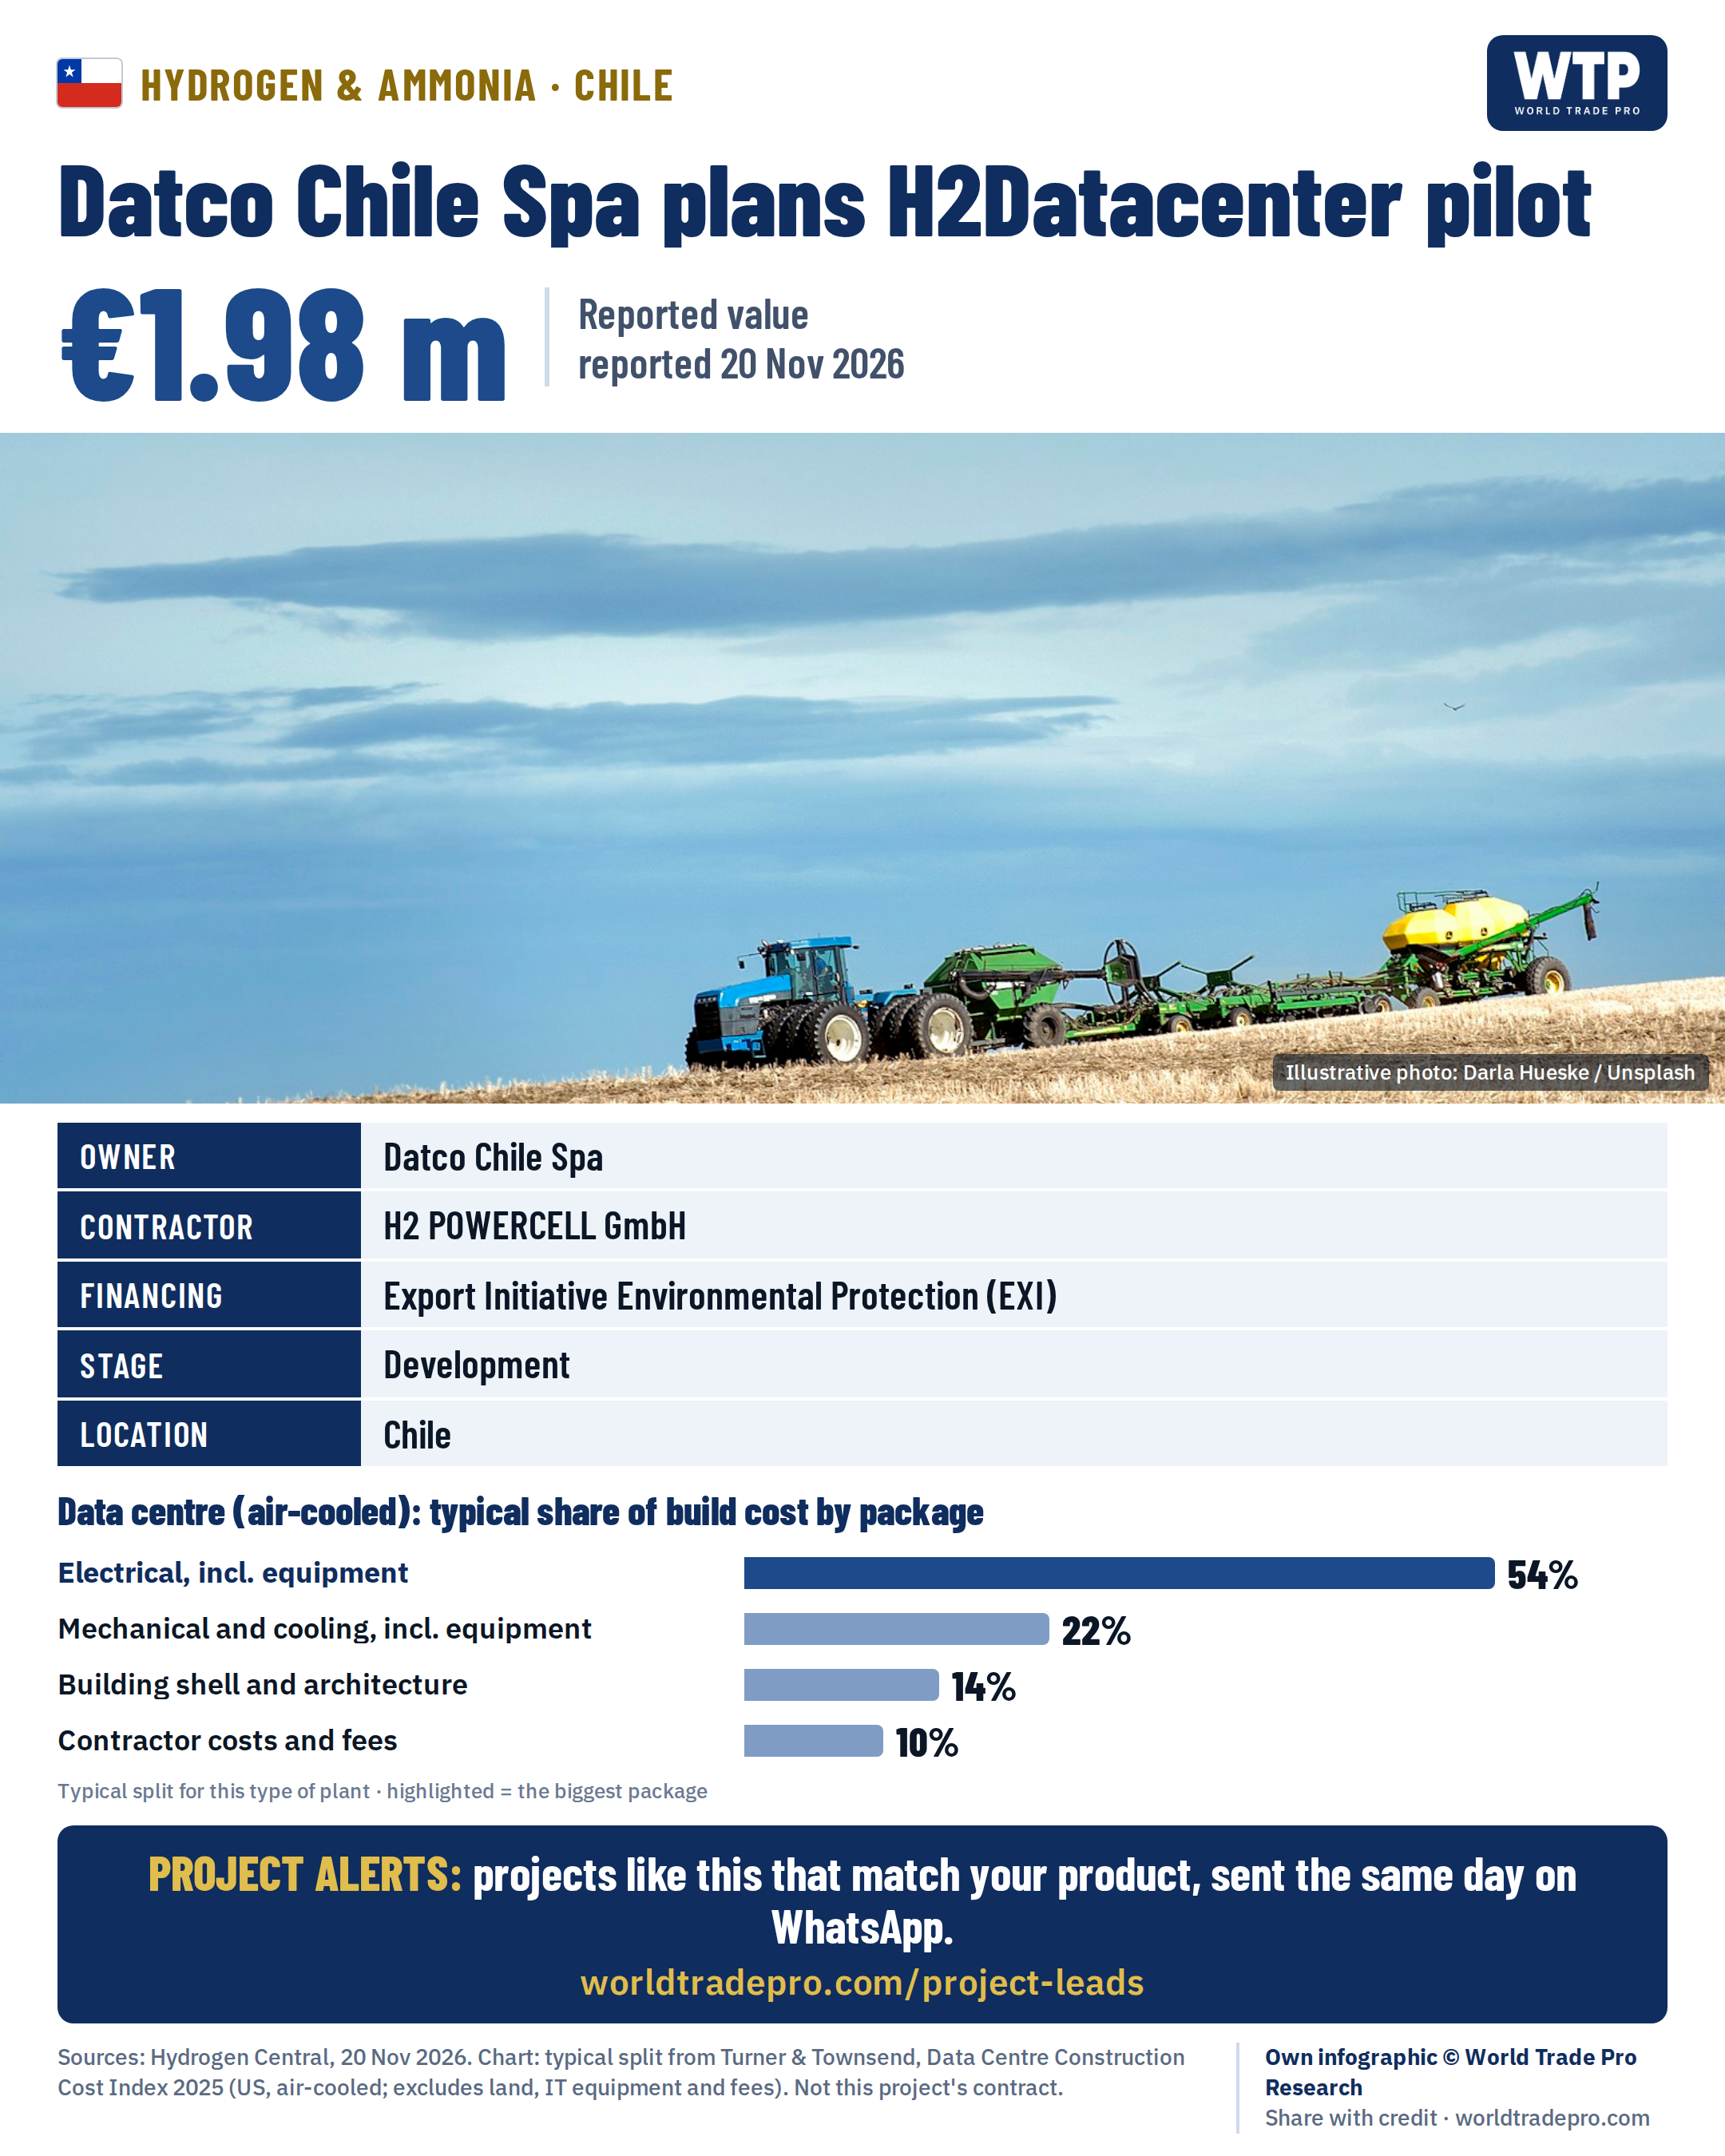 HYDROGEN & AMMONIA · CHILE
WTP
WORLD TRADE PRO
Datco Chile Spa plans H2Datacenter pilot
€1.98 m
Reported value
reported 20 Nov 2026
Illustrative photo: Darla Hueske / Unsplash
OWNER Datco Chile Spa
CONTRACTOR H2 POWERCELL GmbH
FINANCING Export Initiative Environmental Protection (EXI)
STAGE Development
LOCATION Chile
Data centre (air-cooled): typical share of build cost by package
Electrical, incl. equipment 54%
Mechanical and cooling, incl. equipment 22%
Building shell and architecture 14%
Contractor costs and fees 10%
Typical split for this type of plant · highlighted = the biggest package
PROJECT ALERTS: projects like this that match your product, sent the same day on
WhatsApp.
worldtradepro.com/project-leads
Sources: Hydrogen Central, 20 Nov 2026. Chart: typical split from Turner & Townsend, Data Centre Construction
Cost Index 2025 (US, air-cooled; excludes land, IT equipment and fees). Not this project's contract.
Own infographic © World Trade Pro
Research
Share with credit · worldtradepro.com